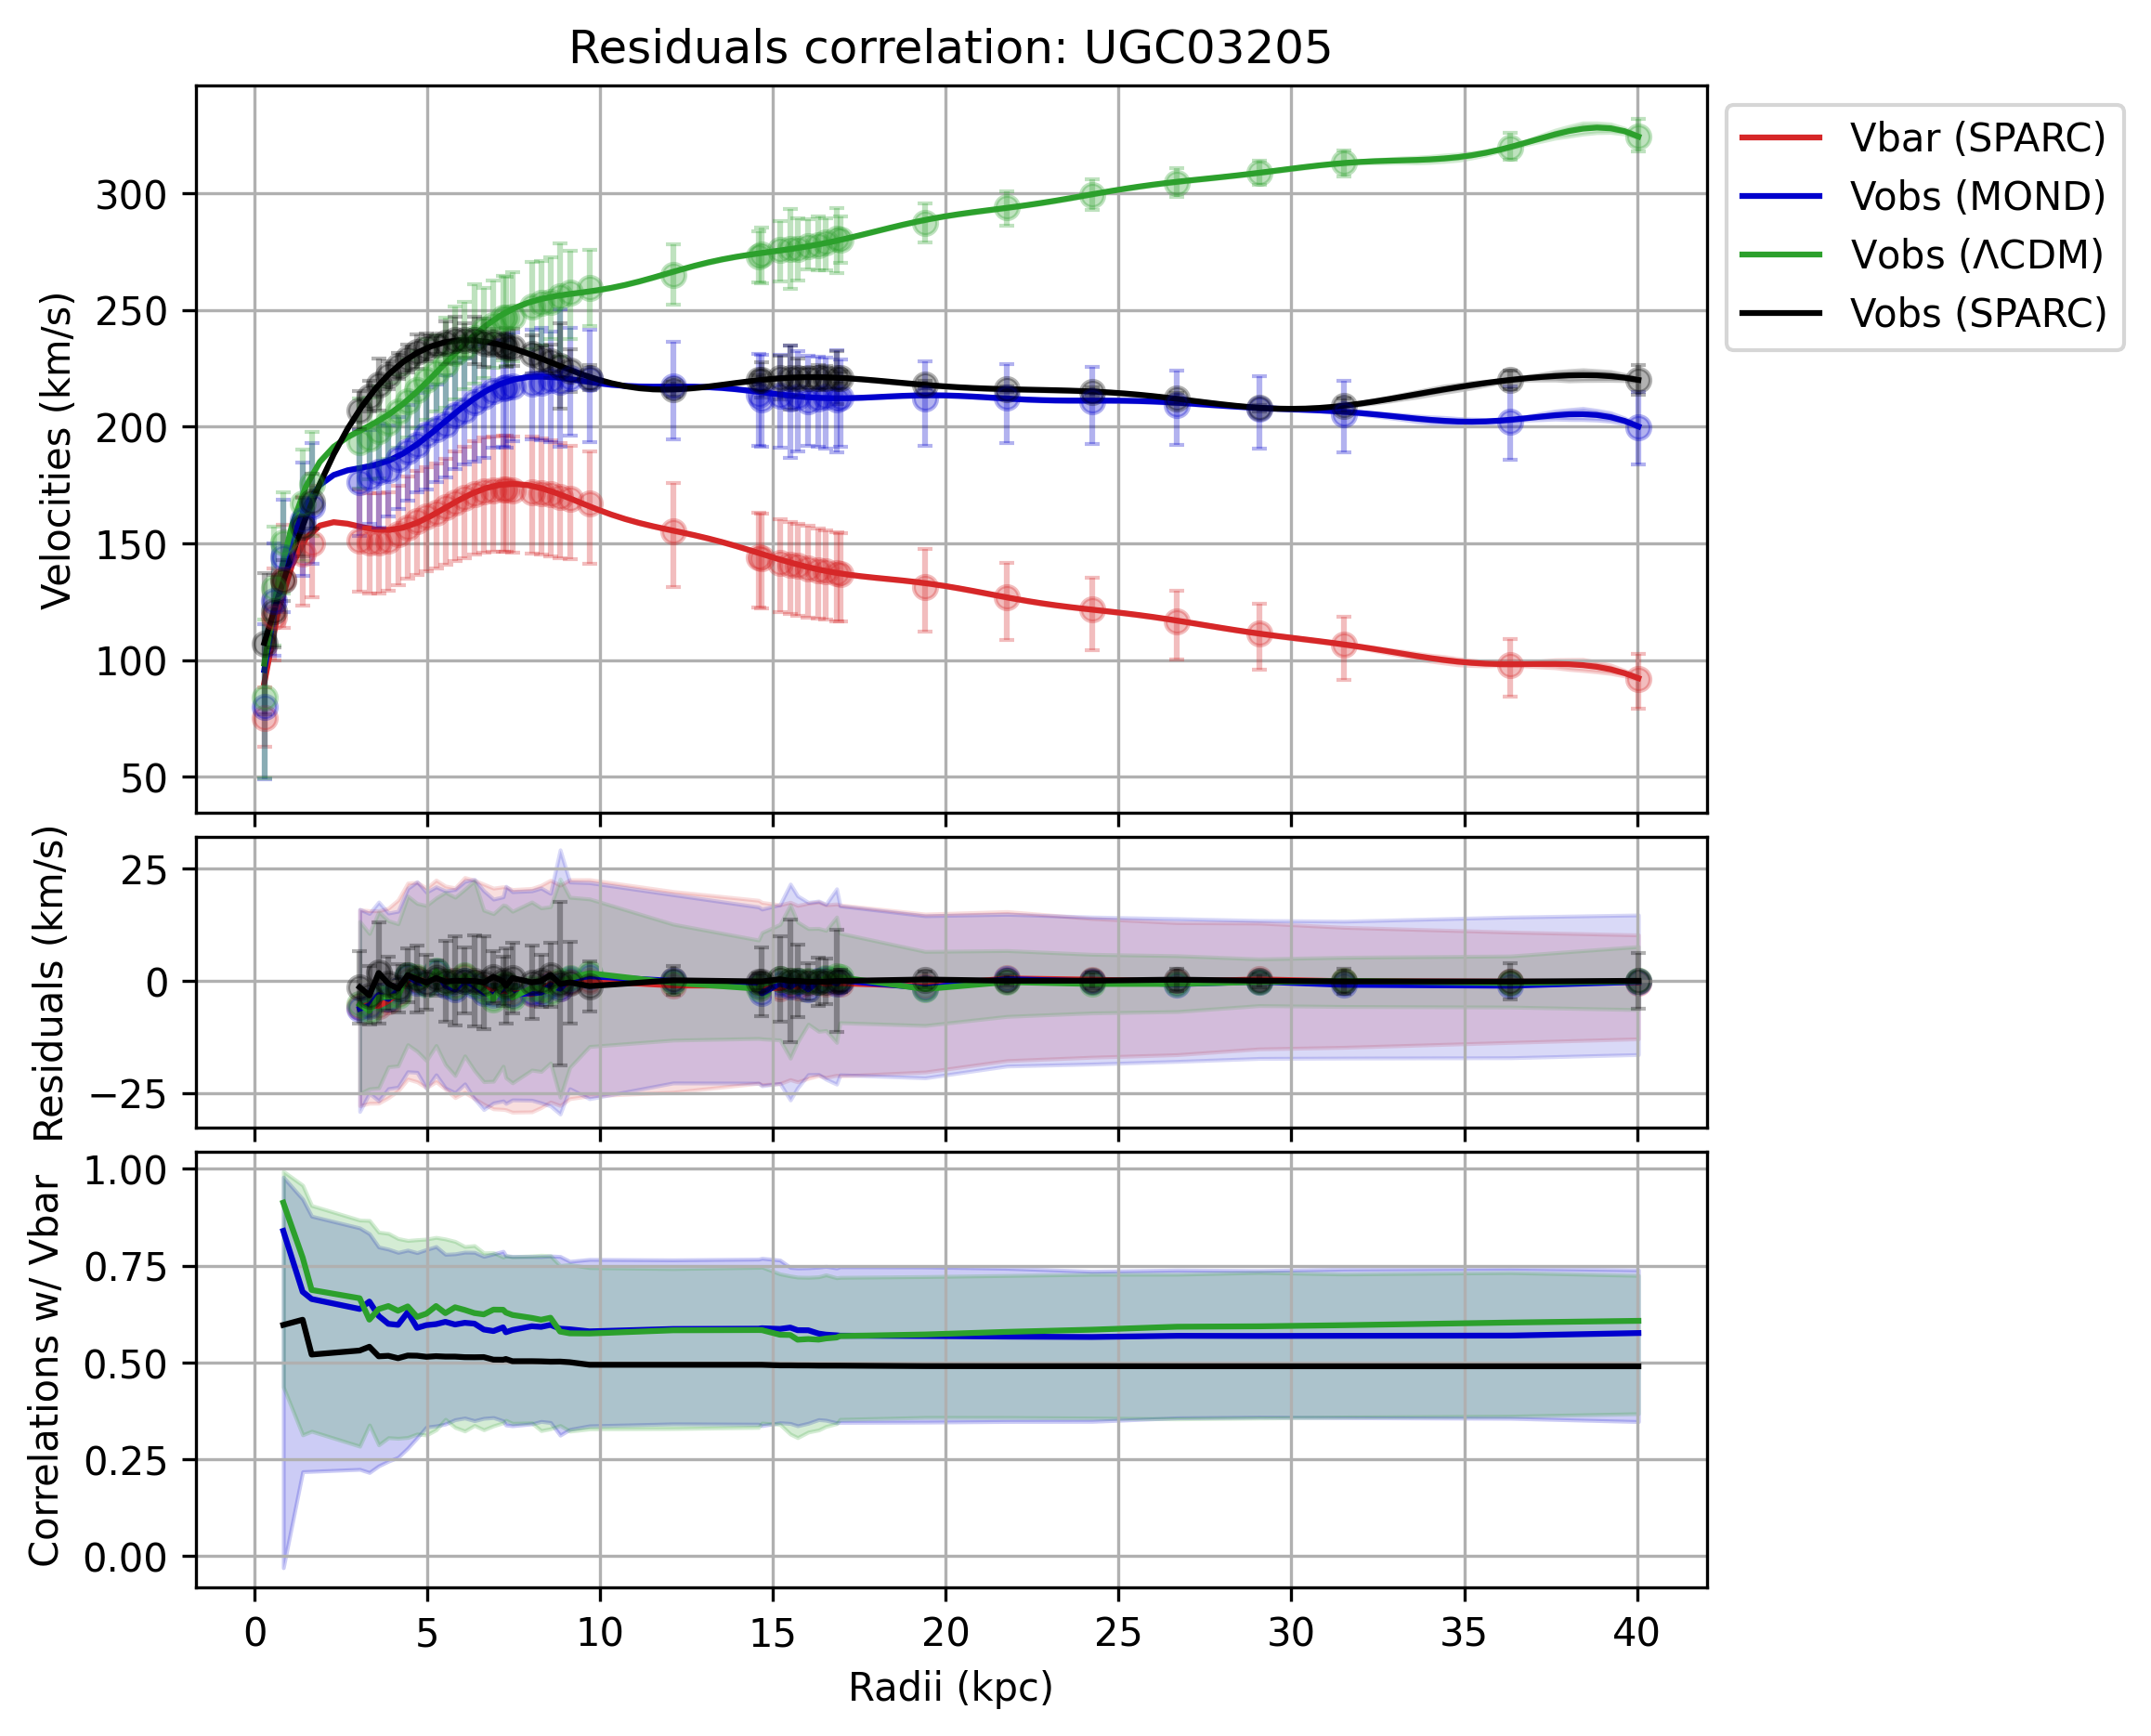 Residuals correlation: UGC03205
Vbar (SPARC)
Vobs (MOND)
Vobs (ΛCDM)
Vobs (SPARC)
Velocities (km/s)
300
250
200
150
100
50
Residuals (km/s)
25
0
−25
Correlations w/ Vbar
1.00
0.75
0.50
0.25
0.00
0 5 10 15 20 25 30 35 40
Radii (kpc)